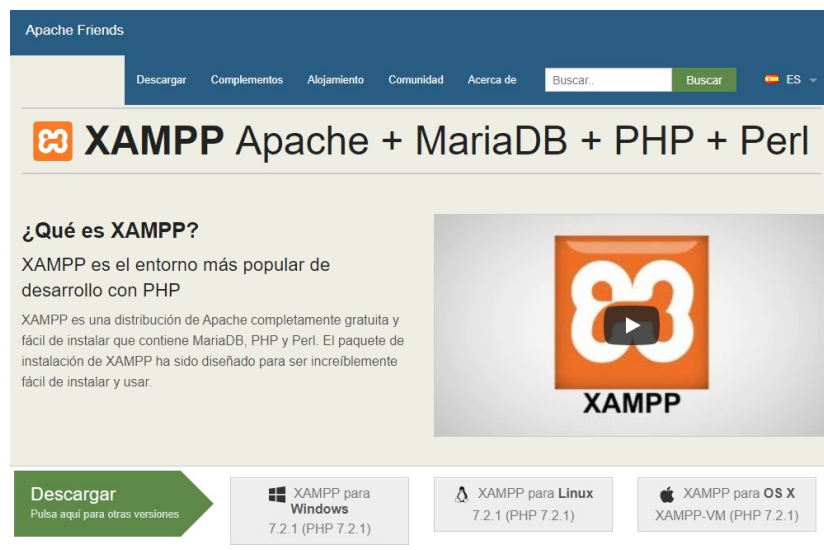 Apache Friends
Descargar Complementos Alojamiento Comunidad Acerca de Buscar.. Buscar ES
XAMPP Apache + MariaDB + PHP + Perl
¿Qué es XAMPP?
XAMPP es el entorno más popular de
desarrollo con PHP
XAMPP es una distribución de Apache completamente gratuita y
fácil de instalar que contiene MariaDB, PHP y Perl. El paquete de
instalación de XAMPP ha sido diseñado para ser increíblemente
fácil de instalar y usar.
XAMPP
Descargar
Pulsa aquí para otras versiones
XAMPP para
Windows
7.2.1 (PHP 7.2.1)
XAMPP para Linux
7.2.1 (PHP 7.2.1)
XAMPP para OS X
XAMPP-VM (PHP 7.2.1)